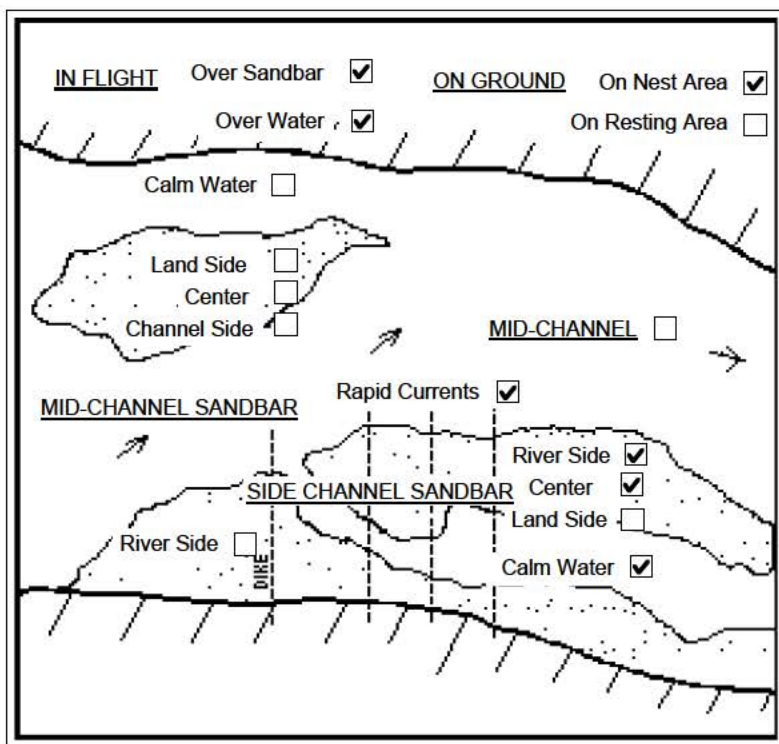 IN FLIGHT Over Sandbar ON GROUND On Nest Area
Over Water On Resting Area
Calm Water
Land Side
Center
Channel Side
MID-CHANNEL
Rapid Currents
MID-CHANNEL SANDBAR
River Side
SIDE CHANNEL SANDBAR Center
Land Side
River Side
DIKE
Calm Water